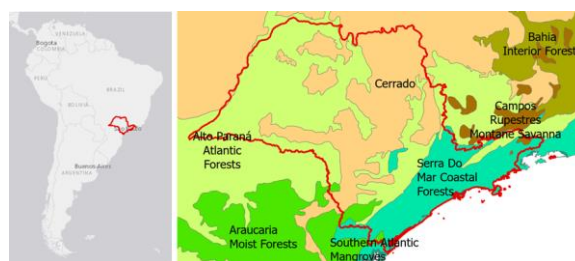 VENEZUELA
Bogota
COLOMBIA
PERU
BRAZIL
BOLIVIA
Buenos Aires
ARGENTINA
Bahia
Interior Forest
Cerrado
Campos
Rupestres
Montane Savanna
Alto Paraná
Atlantic
Forests
Serra Do
Mar Coastal
Forests
Araucaria
Moist Forests
Southern Atlantic
Mangroves